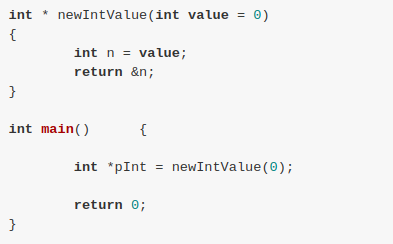 int * newIntValue(int value = 0)
{
        int n = value;
        return &n;
}

int main()      {

        int *pInt = newIntValue(0);

        return 0;
}